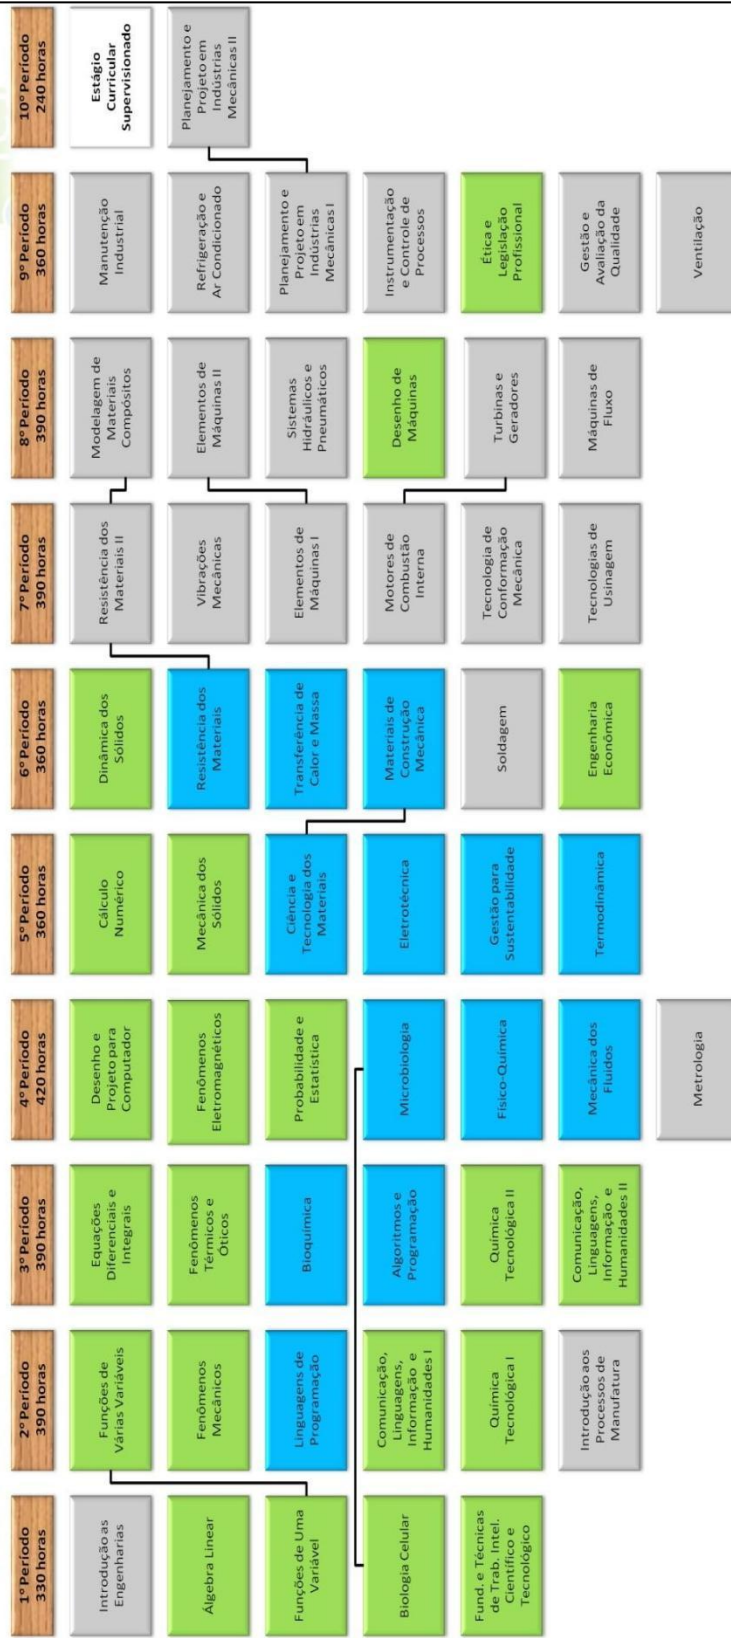 1º Período
330 horas
Introdução as
Engenharias
Álgebra Linear
Funções de Uma
Variável
Biologia Celular
Fund. e Técnicas
de Trab. Intel.
Científico e
Tecnológico
2º Período
390 horas
Funções de
Várias Variáveis
Fenômenos
Mecânicos
Linguagens de
Programação
Comunicação,
Linguagens,
Informação e
Humanidades I
Química
Tecnológica I
Introdução aos
Processos de
Manufatura
3º Período
390 horas
Equações
Diferenciais e
Integrais
Fenômenos
Térmicos e
Óticos
Bioquímica
Algoritmos e
Programação
Química
Tecnológica II
Comunicação,
Linguagens,
Informação e
Humanidades II
4º Período
420 horas
Desenho e
Projeto para
Computador
Fenômenos
Eletromagnéticos
Probabilidade e
Estatística
Microbiologia
Físico-Química
Mecânica dos
Fluidos
Metrologia
5º Período
360 horas
Cálculo
Numérico
Mecânica dos
Sólidos
Ciência e
Tecnologia dos
Materiais
Eletrotécnica
Gestão para
Sustentabilidade
Termodinâmica
6º Período
360 horas
Dinâmica dos
Sólidos
Resistência dos
Materiais
Transferência de
Calor e Massa
Materiais de
Construção
Mecânica
Soldagem
Engenharia
Econômica
7º Período
390 horas
Resistência dos
Materiais II
Vibrações
Mecânicas
Elementos de
Máquinas I
Motores de
Combustão
Interna
Tecnologia de
Conformação
Mecânica
Tecnologias de
Usinagem
8º Período
390 horas
Modelagem de
Materiais
Compósitos
Elementos de
Máquinas II
Sistemas
Hidráulicos e
Pneumáticos
Desenho de
Máquinas
Turbinas e
Geradores
Máquinas de
Fluxo
9º Período
360 horas
Manutenção
Industrial
Refrigeração e
Ar Condicionado
Planejamento e
Projeto em
Indústrias
Mecânicas I
Instrumentação
e Controle de
Processos
Ética e
Legislação
Profissional
Gestão e
Avaliação da
Qualidade
Ventilação
10º Período
240 horas
Estágio
Curricular
Supervisionado
Planejamento e
Projeto em
Indústrias
Mecânicas II